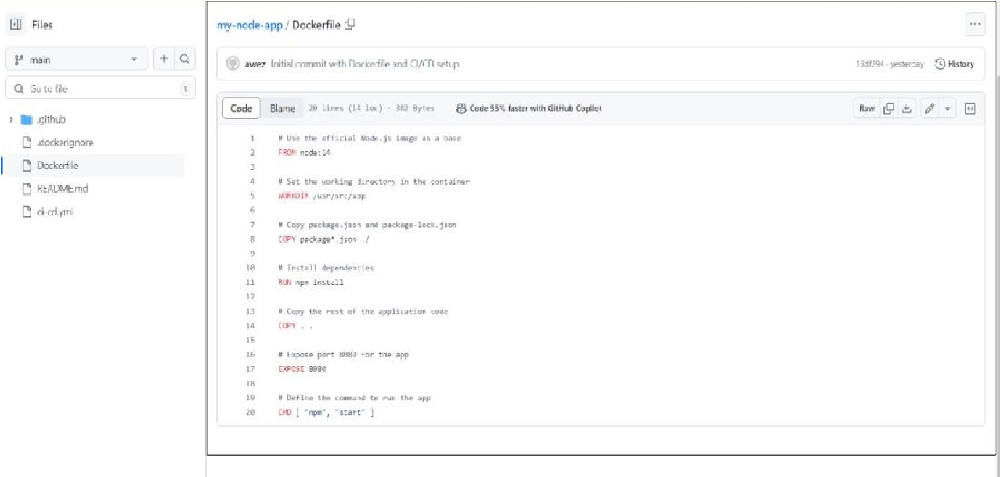 Files
main
Go to file
t
.github
.dockerignore
Dockerfile
README.md
ci-cd.yml
my-node-app / Dockerfile
awez Initial commit with Dockerfile and CI/CD setup
13df294 · yesterday
History
Code
Blame
20 lines (14 loc) · 382 Bytes
Code 55% faster with GitHub Copilot
Raw
1 # Use the official Node.js image as a base
2 FROM node:14
3
4 # Set the working directory in the container
5 WORKDIR /usr/src/app
6
7 # Copy package.json and package-lock.json
8 COPY package*.json ./
9
10 # Install dependencies
11 RUN npm install
12
13 # Copy the rest of the application code
14 COPY . .
15
16 # Expose port 8080 for the app
17 EXPOSE 8080
18
19 # Define the command to run the app
20 CMD [ "npm", "start" ]